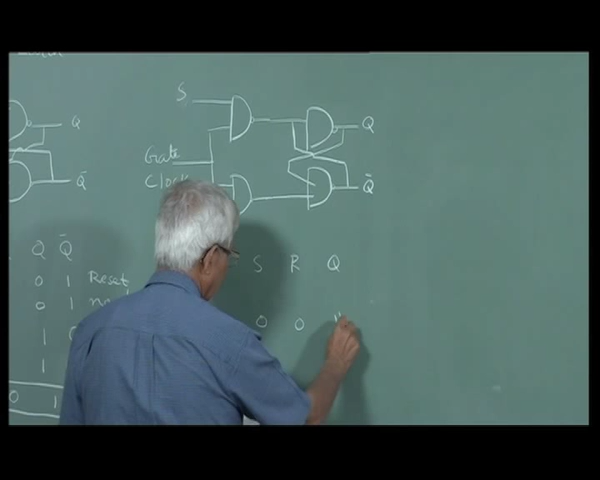 S
Q
Q
Gate
Clock
Q̄
Q̄
Q Q̄
S R Q
0 1 Reset
0 1
0 0
1
1
0 1